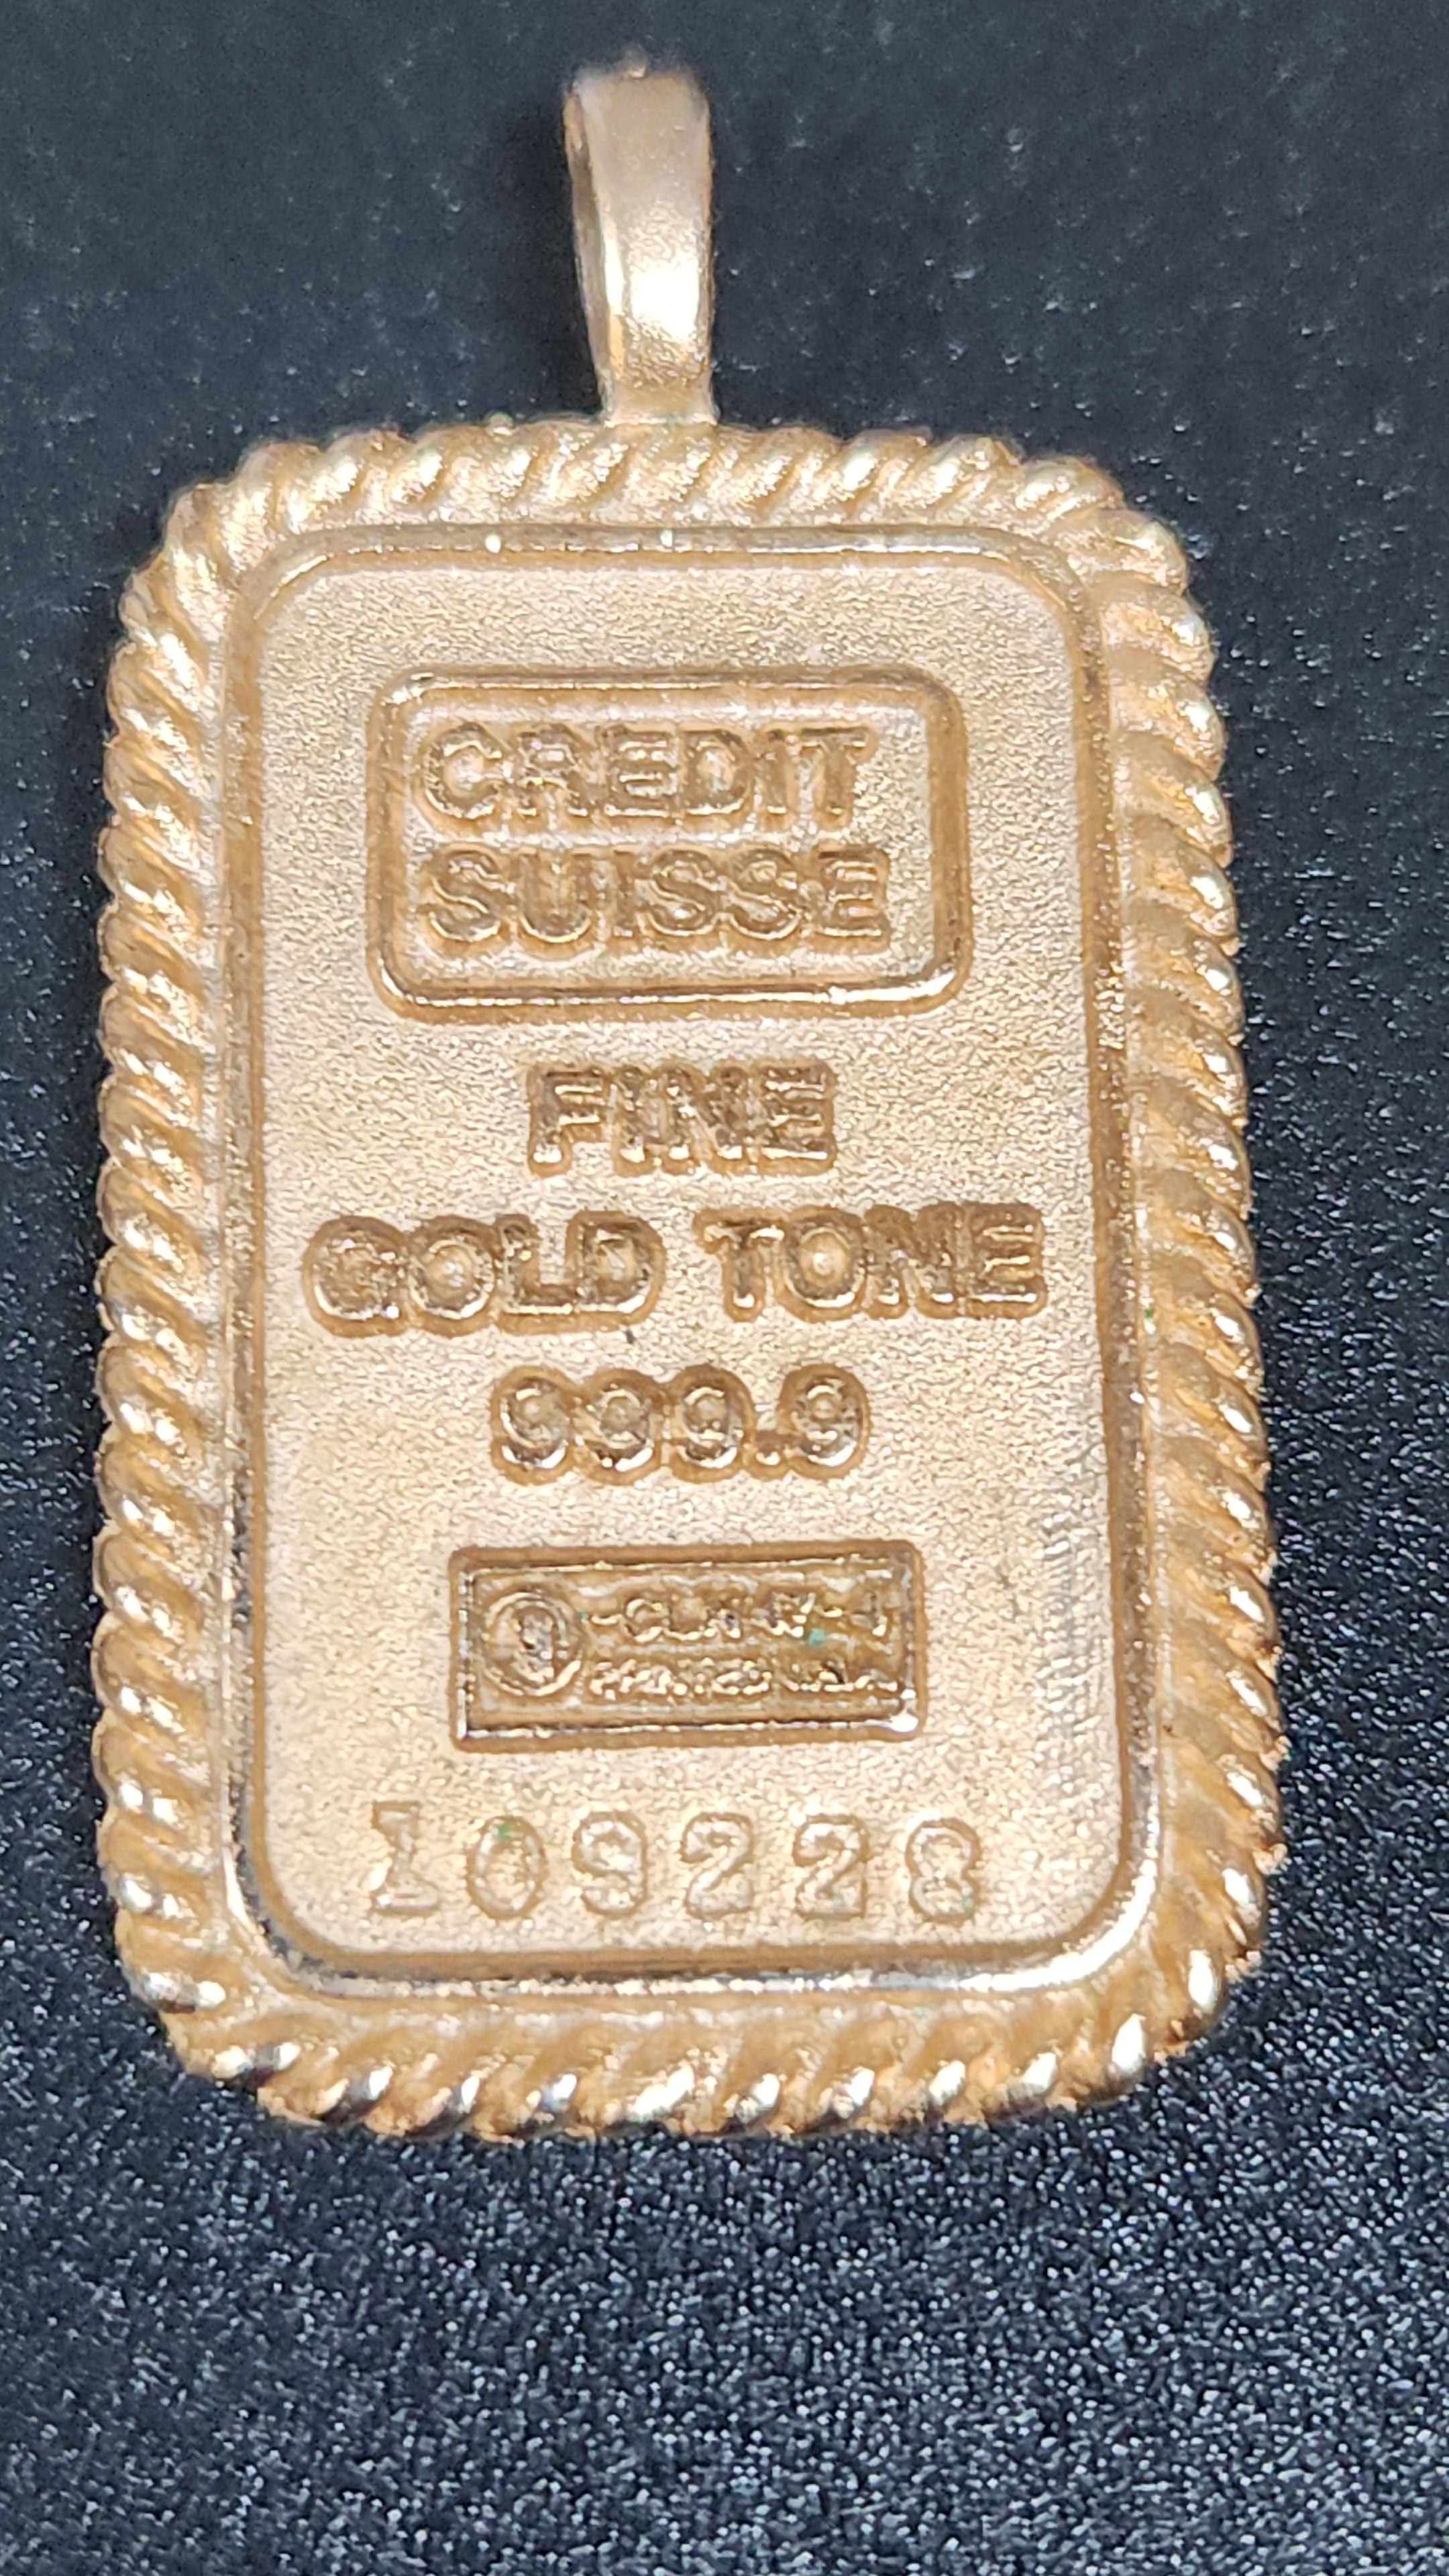 CREDIT
SUISSE
FINE
GOLD TONE
999.9
109228